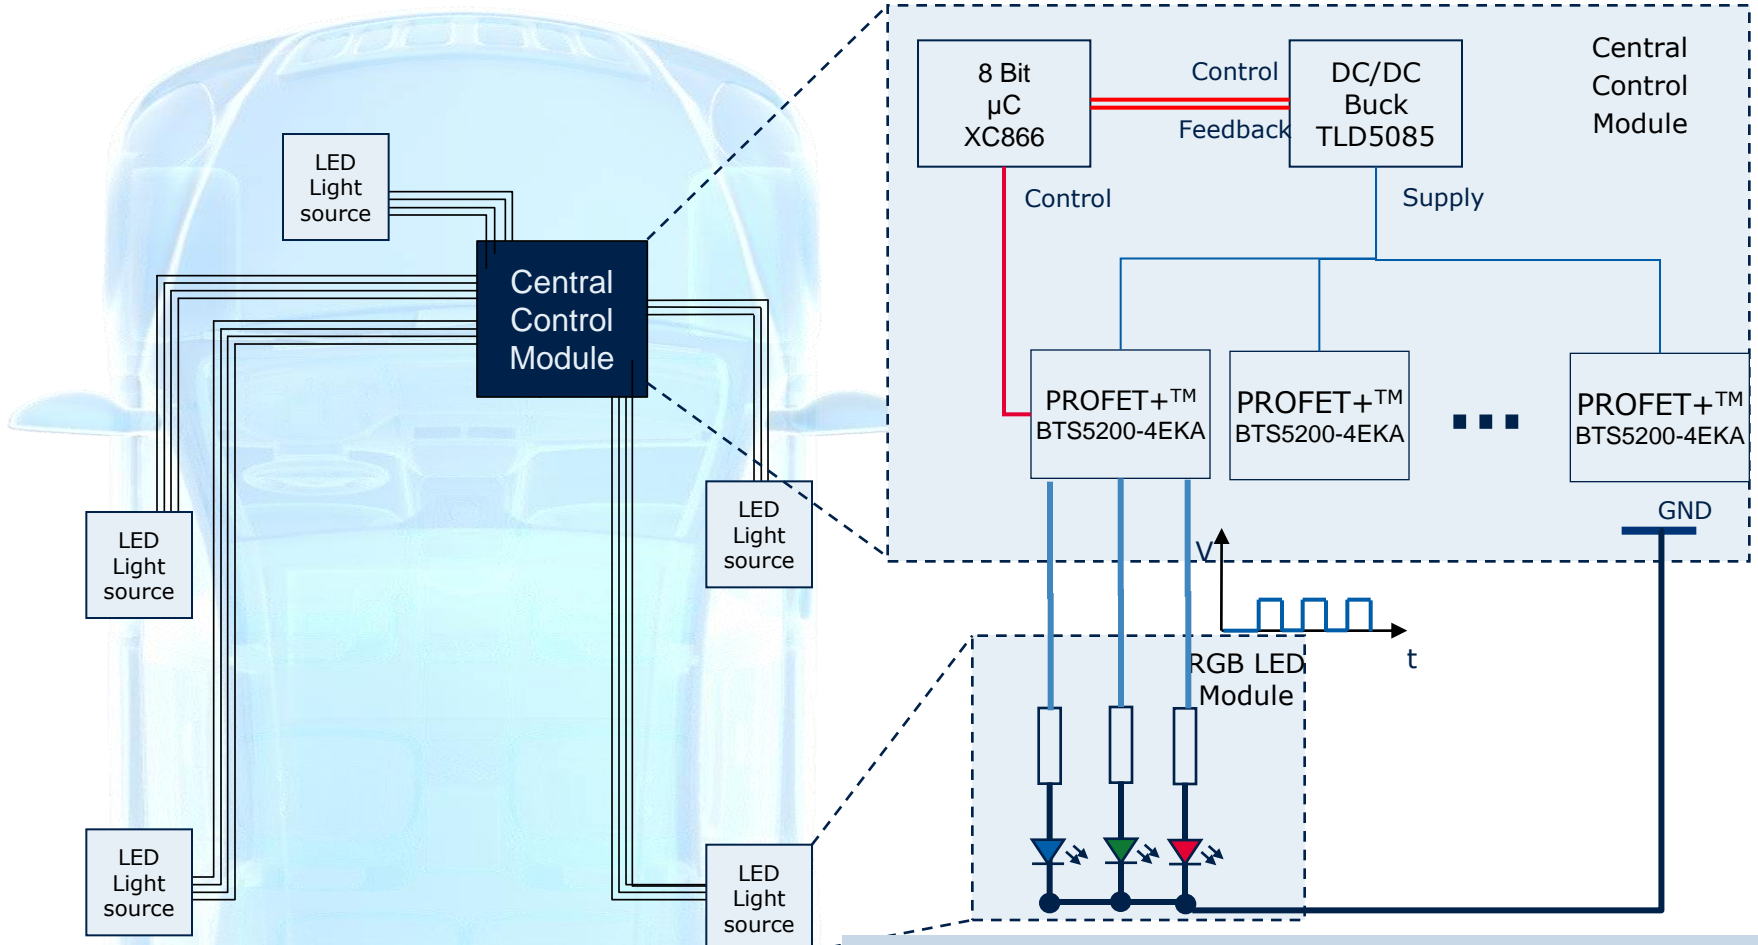 LED
Light
source
Central
Control
Module
LED
Light
source
LED
Light
source
LED
Light
source
LED
Light
source
Central
Control
Module
8 Bit
µC
XC866
Control
Feedback
DC/DC
Buck
TLD5085
Control
Supply
PROFET+TM
BTS5200-4EKA
PROFET+TM
BTS5200-4EKA
PROFET+TM
BTS5200-4EKA
GND
V
t
RGB LED
Module